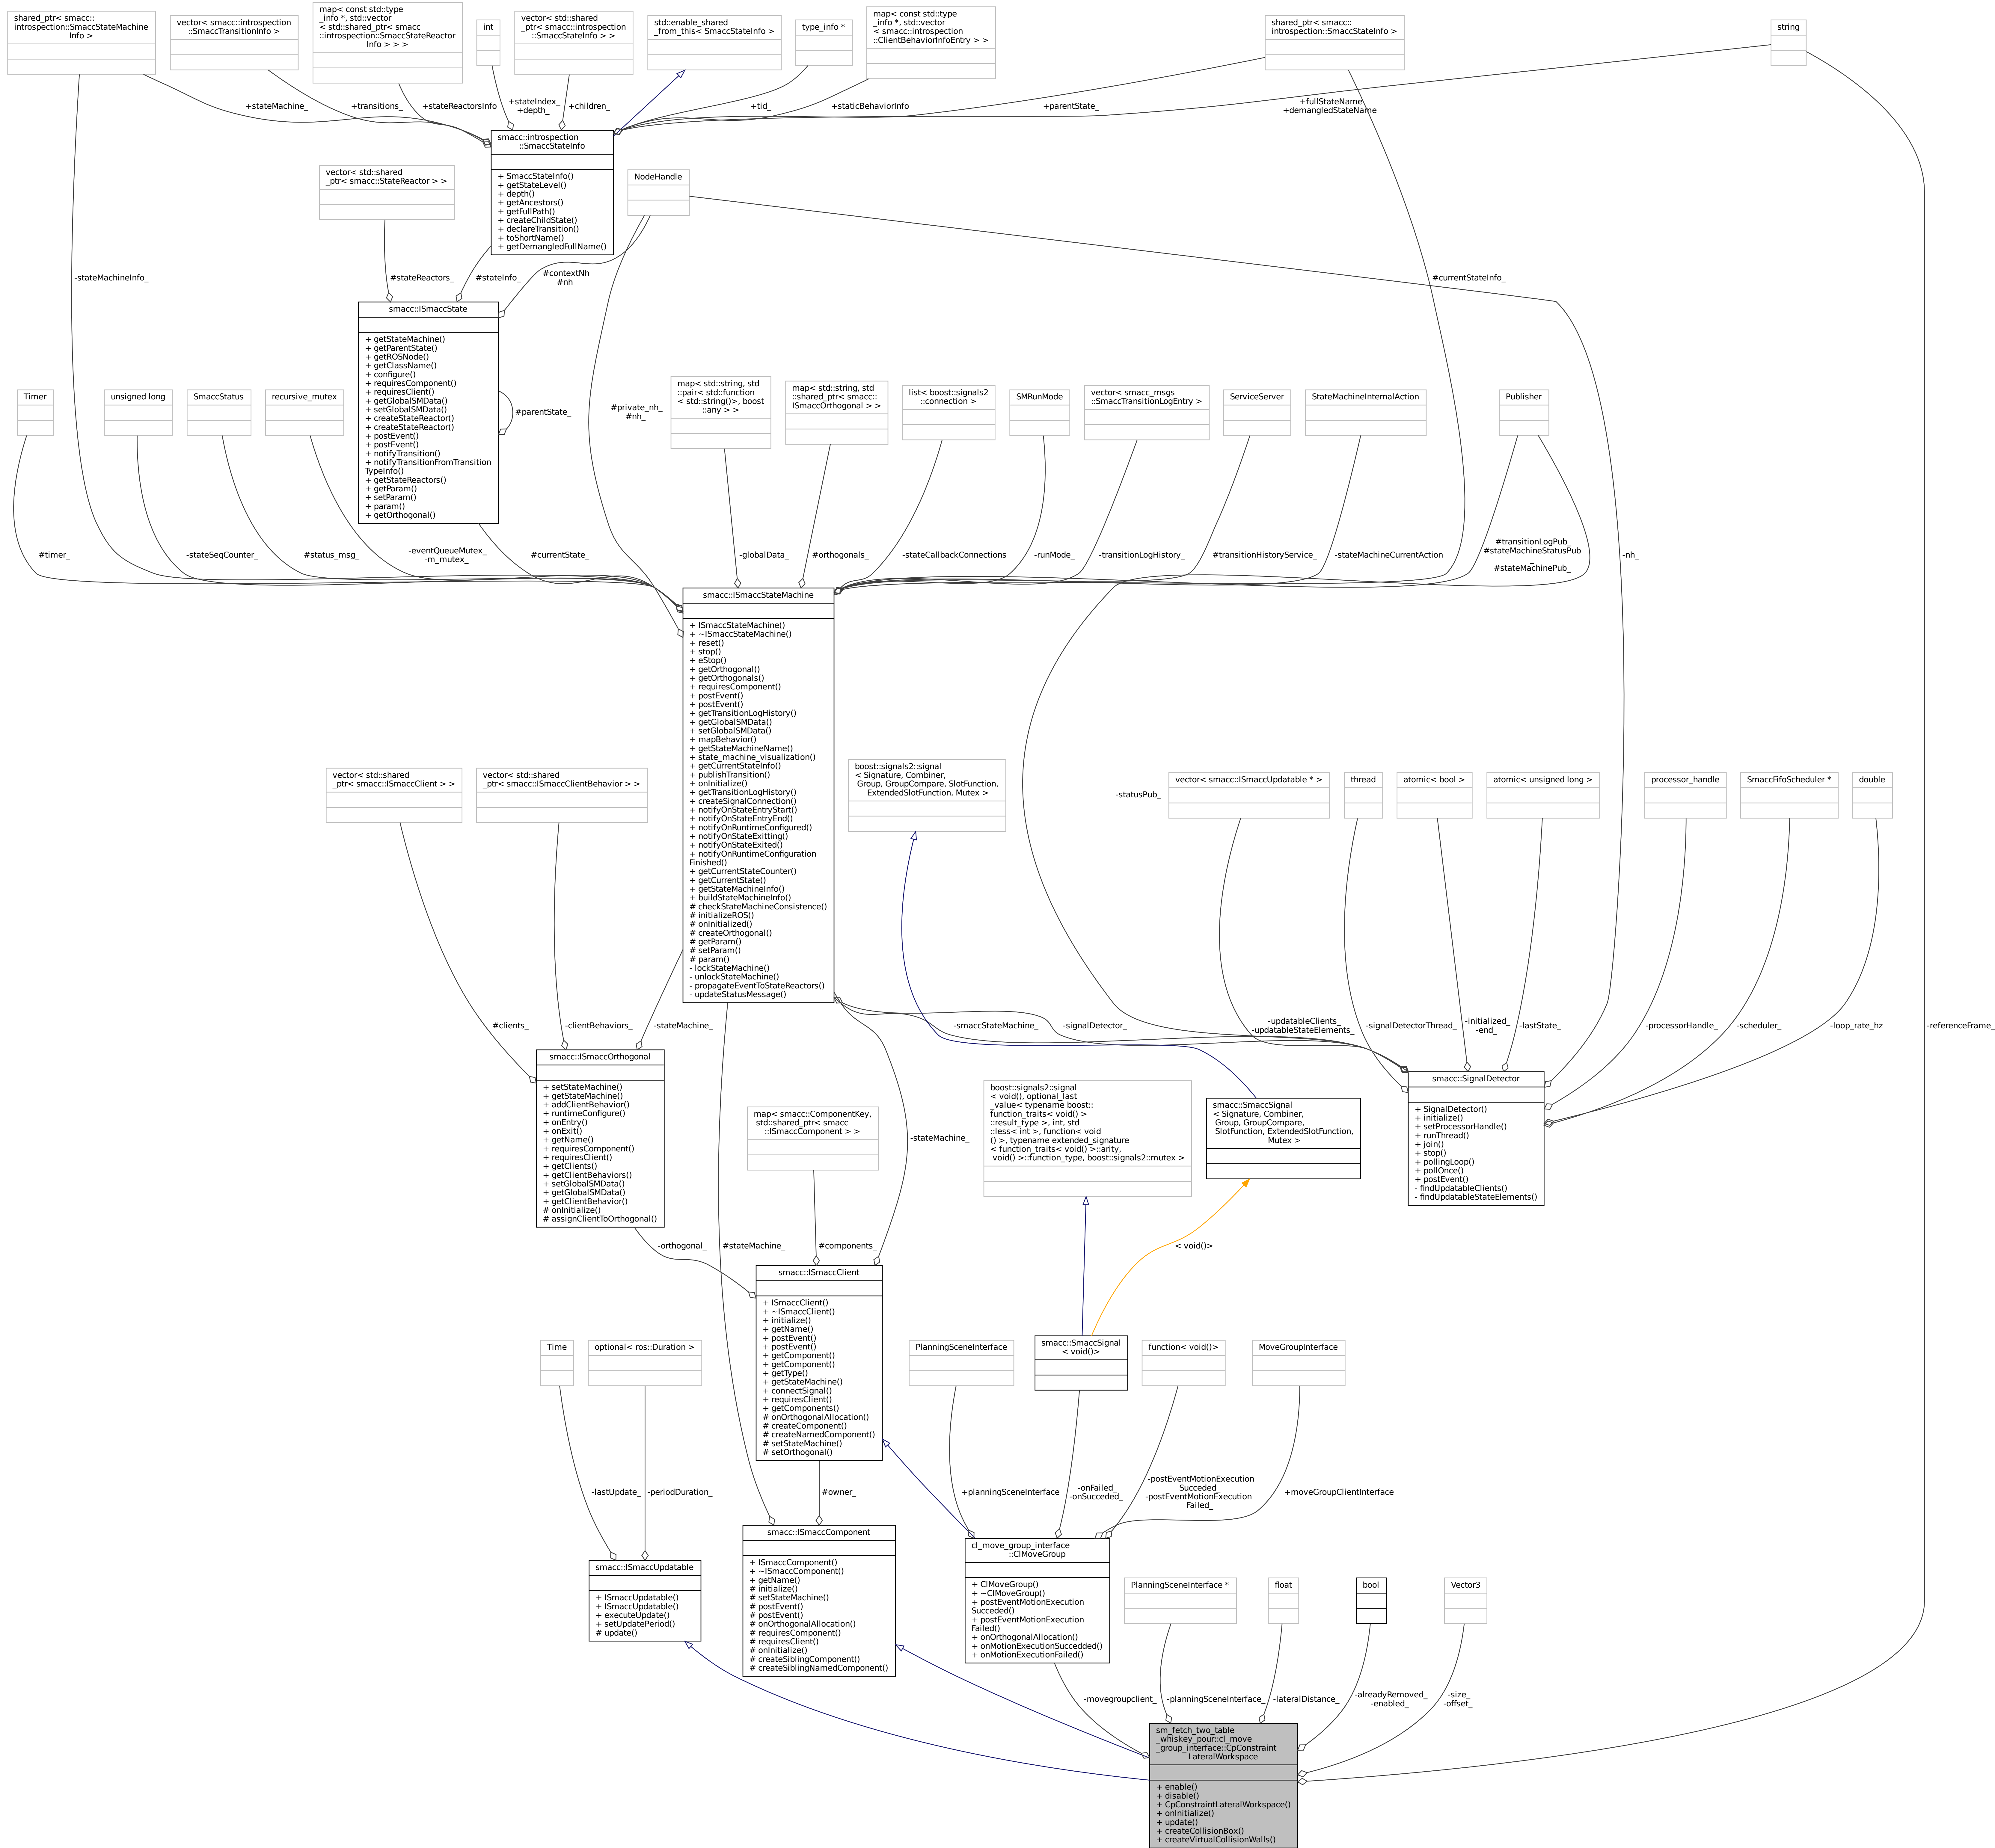 shared_ptr< smacc::
introspection::SmaccStateMachine
Info >
vector< smacc::introspection
::SmaccTransitionInfo >
map< const std::type
_info *, std::vector
< std::shared_ptr< smacc
::introspection::SmaccStateReactor
Info > > >
int
vector< std::shared
_ptr< smacc::introspection
::SmaccStateInfo > >
std::enable_shared
_from_this< SmaccStateInfo >
type_info *
map< const std::type
_info *, std::vector
< smacc::introspection
::ClientBehaviorInfoEntry > >
shared_ptr< smacc::
introspection::SmaccStateInfo >
string
+stateMachine_
+transitions_
+stateReactorsInfo
+stateIndex_
+depth_
+children_
+tid_
+staticBehaviorInfo
+parentState_
+fullStateName
+demangledStateName
smacc::introspection
::SmaccStateInfo
+ SmaccStateInfo()
+ getStateLevel()
+ depth()
+ getAncestors()
+ getFullPath()
+ createChildState()
+ declareTransition()
+ toShortName()
+ getDemangledFullName()
vector< std::shared
_ptr< smacc::StateReactor > >
NodeHandle
-stateMachineInfo_
#stateReactors_
#stateInfo_
#contextNh
#nh
#currentStateInfo_
smacc::ISmaccState
+ getStateMachine()
+ getParentState()
+ getROSNode()
+ getClassName()
+ configure()
+ requiresComponent()
+ requiresClient()
+ getGlobalSMData()
+ setGlobalSMData()
+ createStateReactor()
+ createStateReactor()
+ postEvent()
+ postEvent()
+ notifyTransition()
+ notifyTransitionFromTransition
TypeInfo()
+ getStateReactors()
+ getParam()
+ setParam()
+ param()
+ getOrthogonal()
#parentState_
#private_nh_
#nh_
Timer
unsigned long
SmaccStatus
recursive_mutex
map< std::string, std
::pair< std::function
< std::string()>, boost
::any > >
map< std::string, std
::shared_ptr< smacc::
ISmaccOrthogonal > >
list< boost::signals2
::connection >
SMRunMode
vector< smacc_msgs
::SmaccTransitionLogEntry >
ServiceServer
StateMachineInternalAction
Publisher
#timer_
-stateSeqCounter_
#status_msg_
-eventQueueMutex_
-m_mutex_
#currentState_
-globalData_
#orthogonals_
-stateCallbackConnections
-runMode_
-transitionLogHistory_
#transitionHistoryService_
-stateMachineCurrentAction
#transitionLogPub_
#stateMachineStatusPub
_
#stateMachinePub_
-nh_
smacc::ISmaccStateMachine
+ ISmaccStateMachine()
+ ~ISmaccStateMachine()
+ reset()
+ stop()
+ eStop()
+ getOrthogonal()
+ getOrthogonals()
+ requiresComponent()
+ postEvent()
+ postEvent()
+ getTransitionLogHistory()
+ getGlobalSMData()
+ setGlobalSMData()
+ mapBehavior()
+ getStateMachineName()
+ state_machine_visualization()
+ getCurrentStateInfo()
+ publishTransition()
+ onInitialize()
+ getTransitionLogHistory()
+ createSignalConnection()
+ notifyOnStateEntryStart()
+ notifyOnStateEntryEnd()
+ notifyOnRuntimeConfigured()
+ notifyOnStateExitting()
+ notifyOnStateExited()
+ notifyOnRuntimeConfiguration
Finished()
+ getCurrentStateCounter()
+ getCurrentState()
+ getStateMachineInfo()
+ buildStateMachineInfo()
# checkStateMachineConsistence()
# initializeROS()
# onInitialized()
# createOrthogonal()
# getParam()
# setParam()
# param()
- lockStateMachine()
- unlockStateMachine()
- propagateEventToStateReactors()
- updateStatusMessage()
vector< std::shared
_ptr< smacc::ISmaccClient > >
vector< std::shared
_ptr< smacc::ISmaccClientBehavior > >
boost::signals2::signal
< Signature, Combiner,
Group, GroupCompare, SlotFunction,
ExtendedSlotFunction, Mutex >
-statusPub_
vector< smacc::ISmaccUpdatable * >
thread
atomic< bool >
atomic< unsigned long >
processor_handle
SmaccFifoScheduler *
double
#clients_
-clientBehaviors_
-stateMachine_
-smaccStateMachine_
-signalDetector_
-updatableClients_
-updatableStateElements_
-signalDetectorThread_
-initialized_
-end_
-lastState_
-processorHandle_
-scheduler_
-loop_rate_hz
-referenceFrame_
smacc::ISmaccOrthogonal
+ setStateMachine()
+ getStateMachine()
+ addClientBehavior()
+ runtimeConfigure()
+ onEntry()
+ onExit()
+ getName()
+ requiresComponent()
+ requiresClient()
+ getClients()
+ getClientBehaviors()
+ setGlobalSMData()
+ getGlobalSMData()
+ getClientBehavior()
# onInitialize()
# assignClientToOrthogonal()
map< smacc::ComponentKey,
std::shared_ptr< smacc
::ISmaccComponent > >
-stateMachine_
boost::signals2::signal
< void(), optional_last
_value< typename boost::
function_traits< void() >
::result_type >, int, std
::less< int >, function< void
() >, typename extended_signature
< function_traits< void() >::arity,
void() >::function_type, boost::signals2::mutex >
smacc::SmaccSignal
< Signature, Combiner,
Group, GroupCompare,
SlotFunction, ExtendedSlotFunction,
Mutex >
smacc::SignalDetector
+ SignalDetector()
+ initialize()
+ setProcessorHandle()
+ runThread()
+ join()
+ stop()
+ pollingLoop()
+ pollOnce()
+ postEvent()
- findUpdatableClients()
- findUpdatableStateElements()
-orthogonal_
#stateMachine_
#components_
< void()>
smacc::ISmaccClient
+ ISmaccClient()
+ ~ISmaccClient()
+ initialize()
+ getName()
+ postEvent()
+ postEvent()
+ getComponent()
+ getComponent()
+ getType()
+ getStateMachine()
+ connectSignal()
+ requiresClient()
+ getComponents()
# onOrthogonalAllocation()
# createComponent()
# createNamedComponent()
# setStateMachine()
# setOrthogonal()
Time
optional< ros::Duration >
PlanningSceneInterface
smacc::SmaccSignal
< void()>
function< void()>
MoveGroupInterface
-lastUpdate_
-periodDuration_
#owner_
+planningSceneInterface
-onFailed_
-onSucceded_
-postEventMotionExecution
Succeded_
-postEventMotionExecution
Failed_
+moveGroupClientInterface
smacc::ISmaccUpdatable
+ ISmaccUpdatable()
+ ISmaccUpdatable()
+ executeUpdate()
+ setUpdatePeriod()
# update()
smacc::ISmaccComponent
+ ISmaccComponent()
+ ~ISmaccComponent()
+ getName()
# initialize()
# setStateMachine()
# postEvent()
# postEvent()
# onOrthogonalAllocation()
# requiresComponent()
# requiresClient()
# onInitialize()
# createSiblingComponent()
# createSiblingNamedComponent()
cl_move_group_interface
::ClMoveGroup
+ ClMoveGroup()
+ ~ClMoveGroup()
+ postEventMotionExecution
Succeded()
+ postEventMotionExecution
Failed()
+ onOrthogonalAllocation()
+ onMotionExecutionSuccedded()
+ onMotionExecutionFailed()
PlanningSceneInterface *
float
bool
Vector3
-movegroupclient_
-planningSceneInterface_
-lateralDistance_
-alreadyRemoved_
-enabled_
-size_
-offset_
sm_fetch_two_table
_whiskey_pour::cl_move
_group_interface::CpConstraint
LateralWorkspace
+ enable()
+ disable()
+ CpConstraintLateralWorkspace()
+ onInitialize()
+ update()
+ createCollisionBox()
+ createVirtualCollisionWalls()